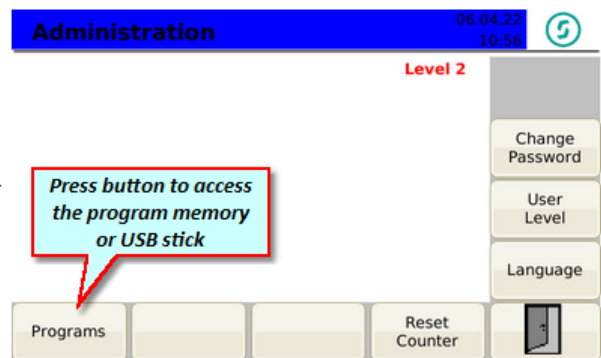 Administration
06.04.22
10:56
Level 2
Change
Password
User
Level
Language
Press button to access
the program memory
or USB stick
Programs
Reset
Counter